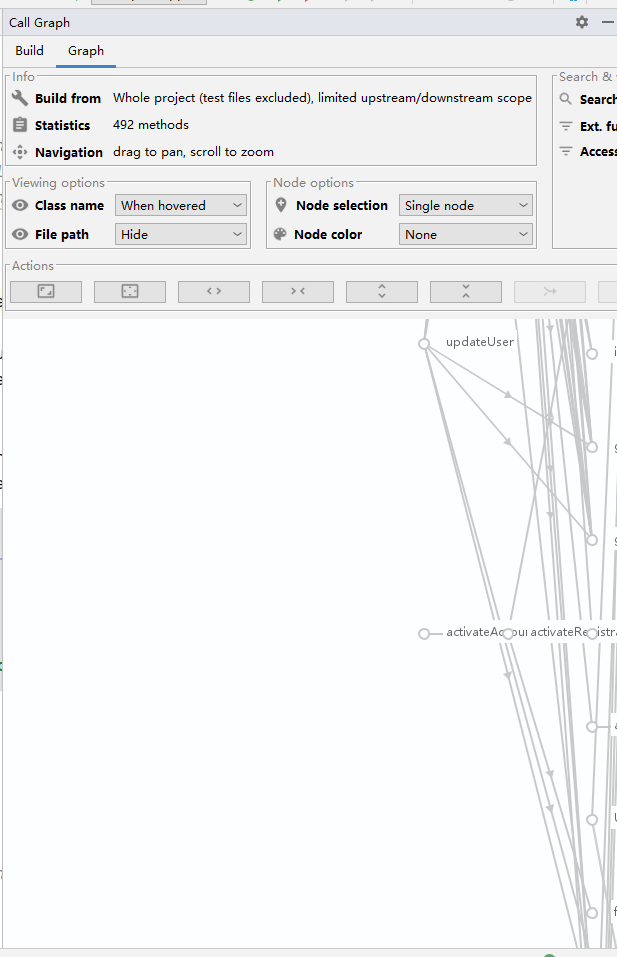 Call Graph
Build Graph
Info
Build from Whole project (test files excluded), limited upstream/downstream scope
Statistics 492 methods
Navigation drag to pan, scroll to zoom
Search &
Search
Ext. fu
Access
Viewing options
Class name When hovered
File path Hide
Node options
Node selection Single node
Node color None
Actions
updateUser